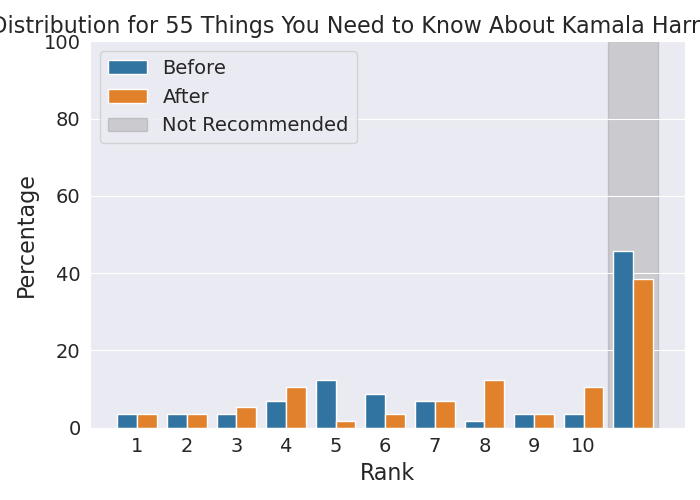 Distribution for 55 Things You Need to Know About Kamala Harr
100
80
60
40
20
0
Percentage
Before
After
Not Recommended
1 2 3 4 5 6 7 8 9 10
Rank